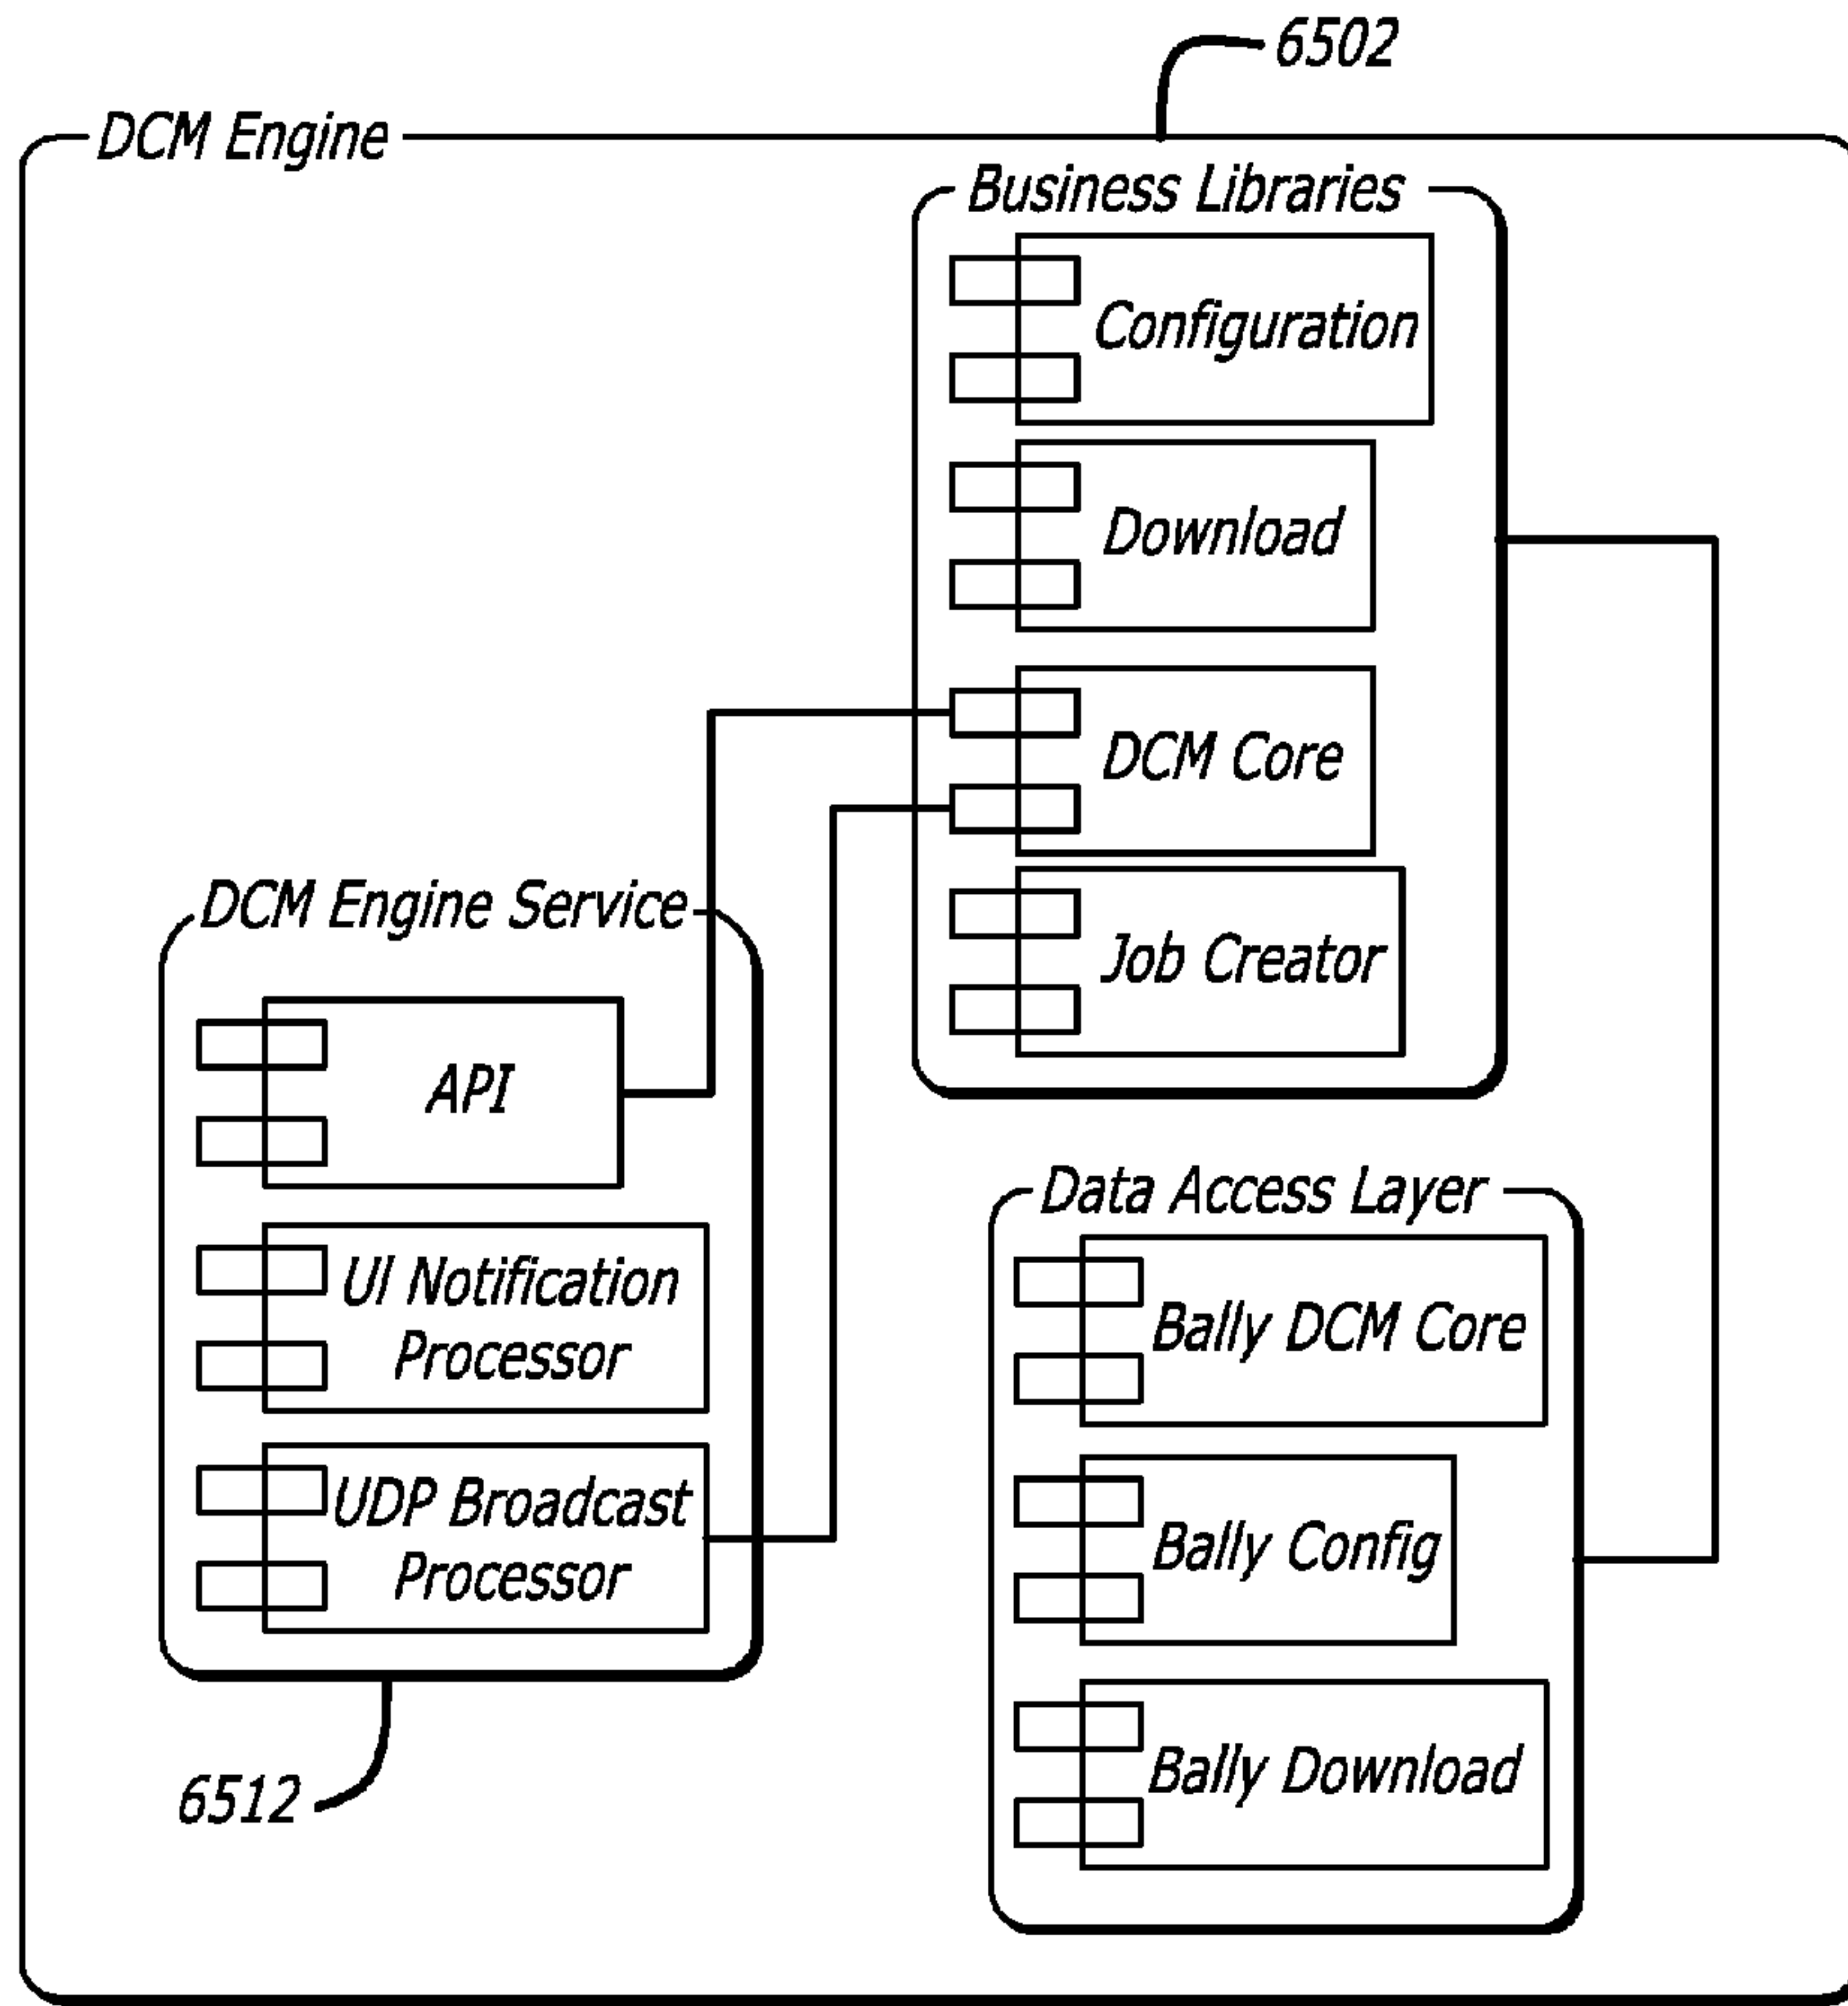 6502
DCM Engine
Business Libraries
Configuration
Download
DCM Core
Job Creator
DCM Engine Service
API
UI Notification
Processor
UDP Broadcast
Processor
6512
Data Access Layer
Bally DCM Core
Bally Config
Bally Download